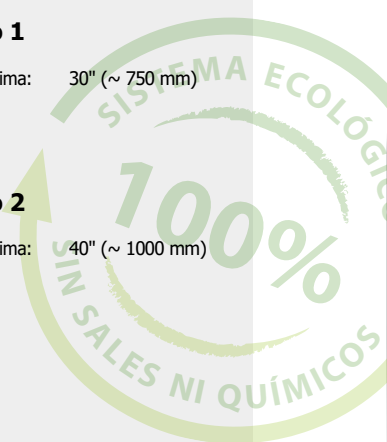 o 1
ima: 30" (~ 750 mm)
o 2
ima: 40" (~ 1000 mm)
SISTEMA ECOLÓGICO
100%
SIN SALES NI QUÍMICOS